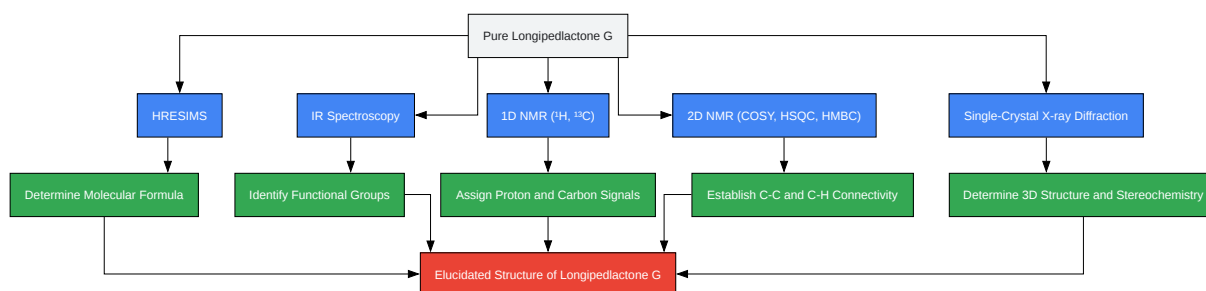 Pure Longipedlactone G
HRESIMS
IR Spectroscopy
1D NMR (¹H, ¹³C)
2D NMR (COSY, HSQC, HMBC)
Single-Crystal X-ray Diffraction
Determine Molecular Formula
Identify Functional Groups
Assign Proton and Carbon Signals
Establish C-C and C-H Connectivity
Determine 3D Structure and Stereochemistry
Elucidated Structure of Longipedlactone G